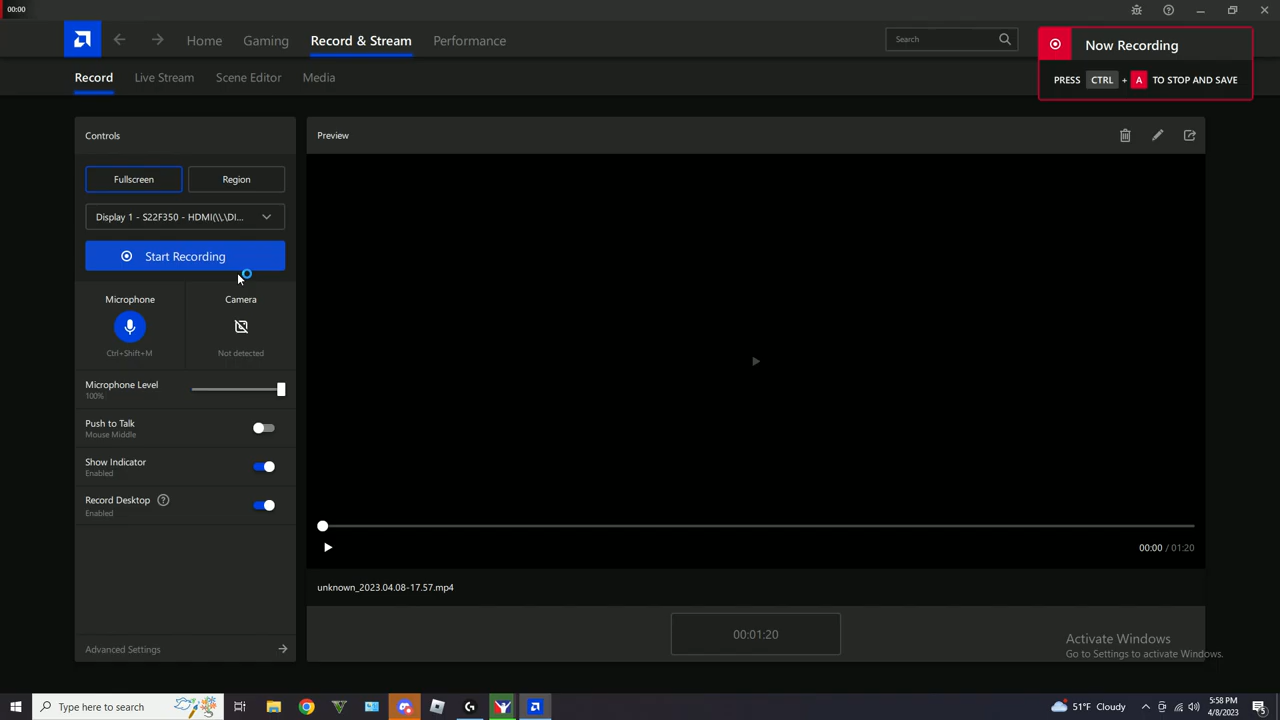 00:00
Home
Gaming
Record & Stream
Performance
Search
Now Recording
PRESS CTRL + A TO STOP AND SAVE
Record
Live Stream
Scene Editor
Media
Controls
Fullscreen
Region
Display 1 - S22F350 - HDMI(\\.\DI...
Start Recording
Microphone
Ctrl+Shift+M
Camera
Not detected
Microphone Level
100%
Push to Talk
Mouse Middle
Show Indicator
Enabled
Record Desktop ?
Enabled
Advanced Settings
Preview
00:00 / 01:20
unknown_2023.04.08-17.57.mp4
00:01:20
Activate Windows
Go to Settings to activate Windows.
Type here to search
51°F Cloudy
5:58 PM
4/8/2023
5